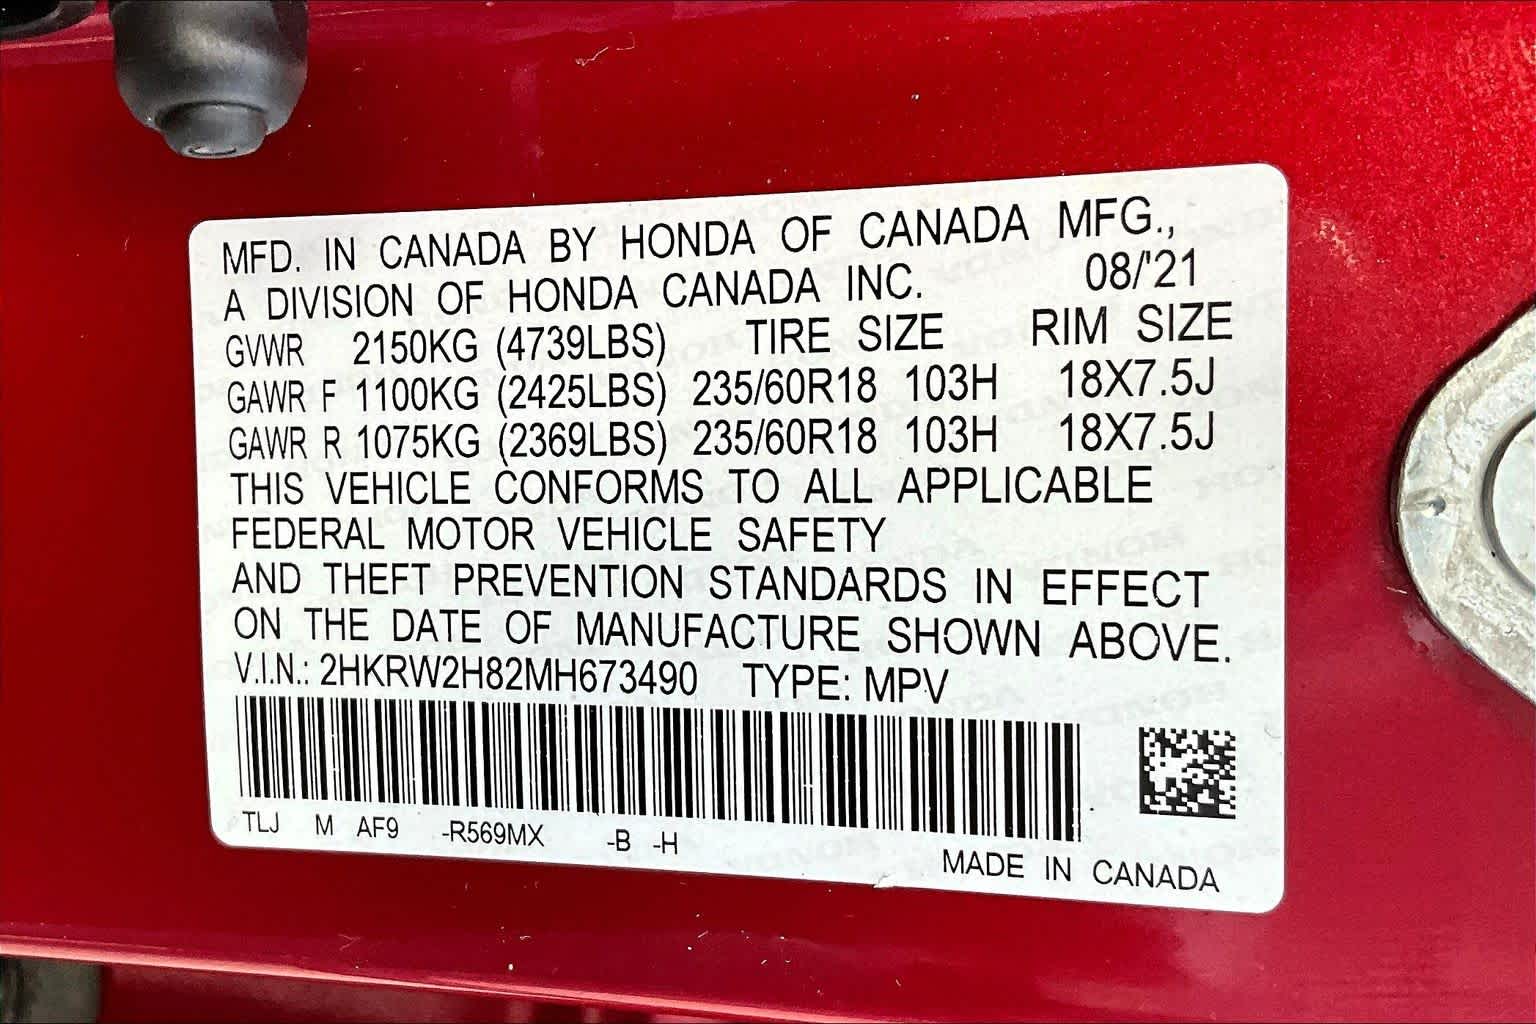 MFD. IN CANADA BY HONDA OF CANADA MFG.,
A DIVISION OF HONDA CANADA INC. 08/'21
GVWR 2150KG (4739LBS) TIRE SIZE RIM SIZE
GAWR F 1100KG (2425LBS) 235/60R18 103H 18X7.5J
GAWR R 1075KG (2369LBS) 235/60R18 103H 18X7.5J
THIS VEHICLE CONFORMS TO ALL APPLICABLE
FEDERAL MOTOR VEHICLE SAFETY
AND THEFT PREVENTION STANDARDS IN EFFECT
ON THE DATE OF MANUFACTURE SHOWN ABOVE.
V.I.N.: 2HKRW2H82MH673490 TYPE: MPV
TLJ M AF9 -R569MX -B -H
MADE IN CANADA